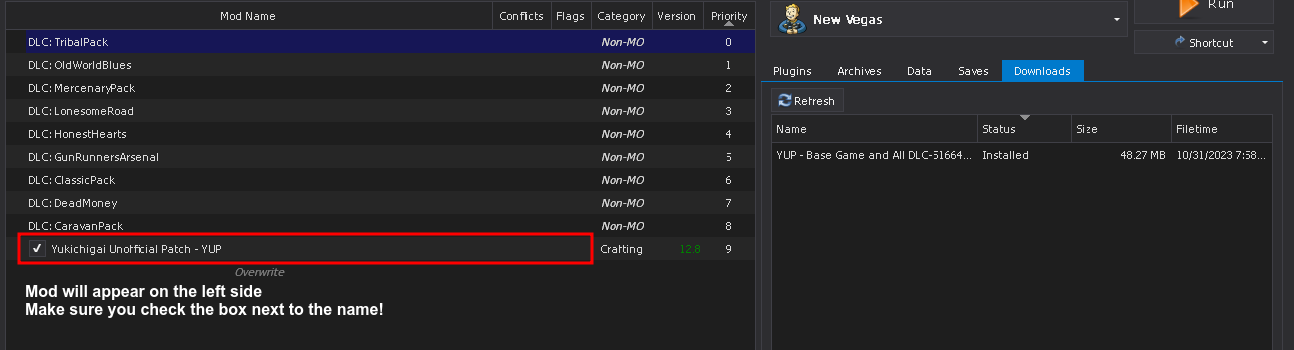 Mod Name Conflicts Flags Category Version Priority
DLC: TribalPack Non-MO 0
DLC: OldWorldBlues Non-MO 1
DLC: MercenaryPack Non-MO 2
DLC: LonesomeRoad Non-MO 3
DLC: HonestHearts Non-MO 4
DLC: GunRunnersArsenal Non-MO 5
DLC: ClassicPack Non-MO 6
DLC: DeadMoney Non-MO 7
DLC: CaravanPack Non-MO 8
Yukichigai Unofficial Patch - YUP Crafting 12.8 9
Overwrite
Mod will appear on the left side
Make sure you check the box next to the name!
New Vegas
Run
Shortcut
Plugins Archives Data Saves Downloads
Refresh
Name Status Size Filetime
YUP - Base Game and All DLC-51664... Installed 48.27 MB 10/31/2023 7:58...